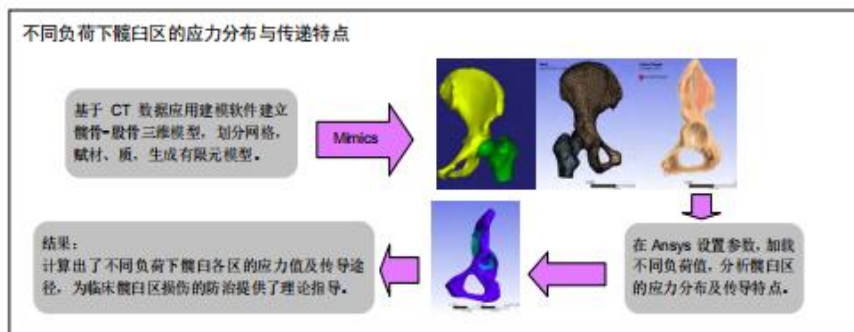 不同负荷下髋臼区的应力分布与传递特点
基于 CT 数据应用建模软件建立
髋骨-股骨三维模型，划分网格，
赋材、质，生成有限元模型。
Mimics
在 Ansys 设置参数，加载
不同负荷值，分析髋臼区
的应力分布及传导特点。
结果：
计算出了不同负荷下髋臼各区的应力值及传导途
径，为临床髋臼区损伤的防治提供了理论指导。